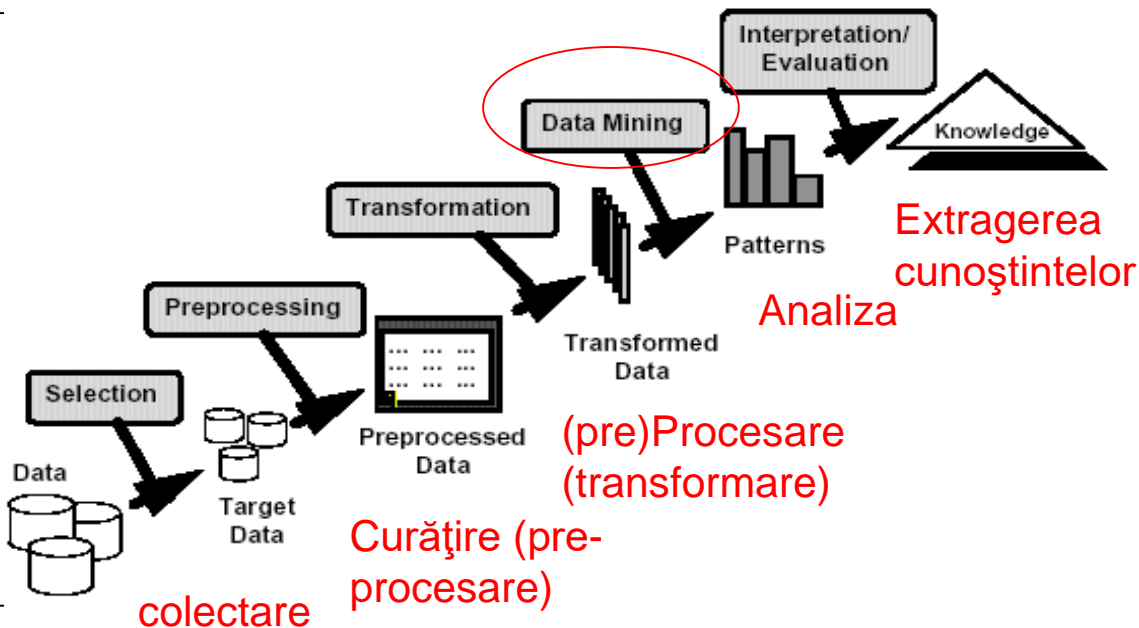 Interpretation/
Evaluation
Data Mining
Knowledge
Transformation
Patterns
Extragerea
cunoştintelor
Preprocessing
Analiza
Transformed
Data
... ... ...
... ... ...
... ... ...
Selection
Preprocessed
Data
(pre)Procesare
(transformare)
Data
Target
Data
Curăţire (pre-
procesare)
colectare